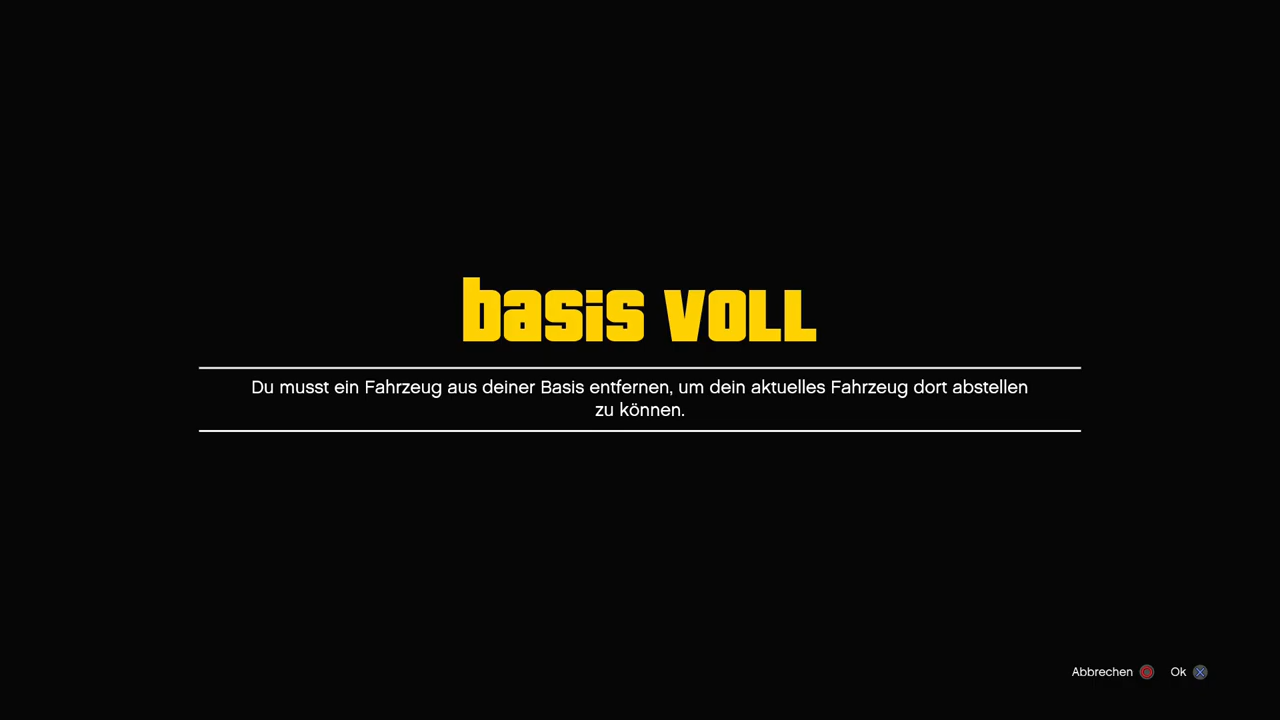 basis voll
Du musst ein Fahrzeug aus deiner Basis entfernen, um dein aktuelles Fahrzeug dort abstellen
zu können.
Abbrechen Ok